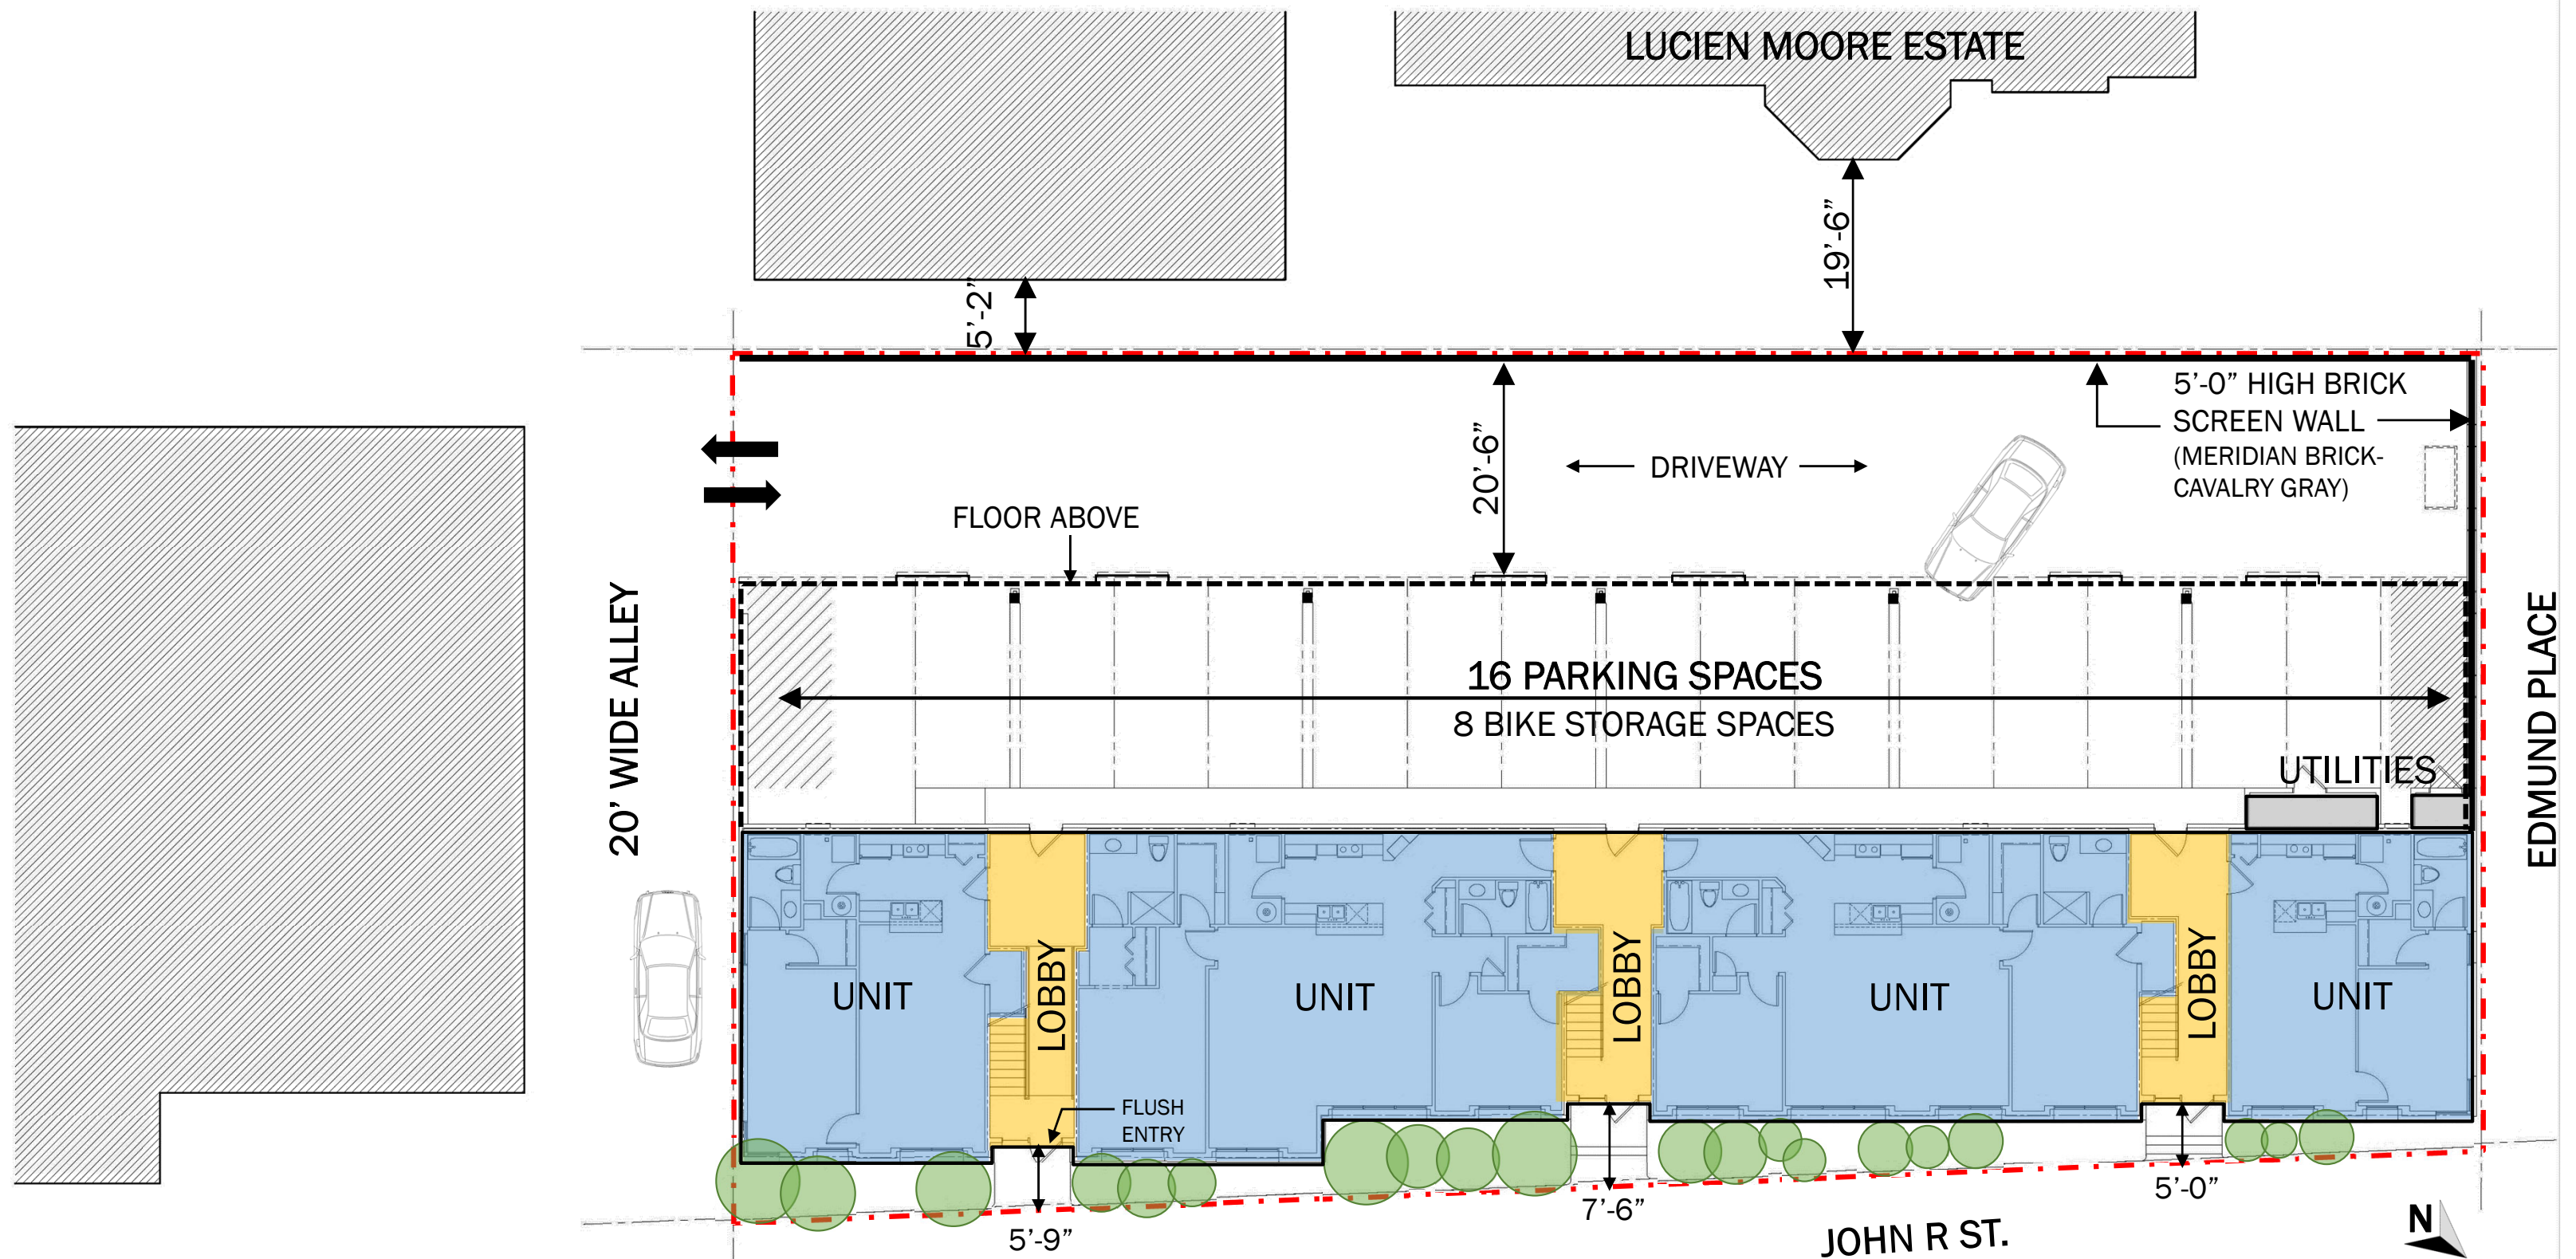 LUCIEN MOORE ESTATE
5’-2”
19’-6”
5’-0” HIGH BRICK
SCREEN WALL
(MERIDIAN BRICK-
CAVALRY GRAY)
20’-6”
DRIVEWAY
FLOOR ABOVE
20’ WIDE ALLEY
EDMUND PLACE
16 PARKING SPACES
8 BIKE STORAGE SPACES
UTILITIES
UNIT
LOBBY
UNIT
LOBBY
UNIT
LOBBY
UNIT
FLUSH
ENTRY
5’-9”
7’-6”
5’-0”
JOHN R ST.
N